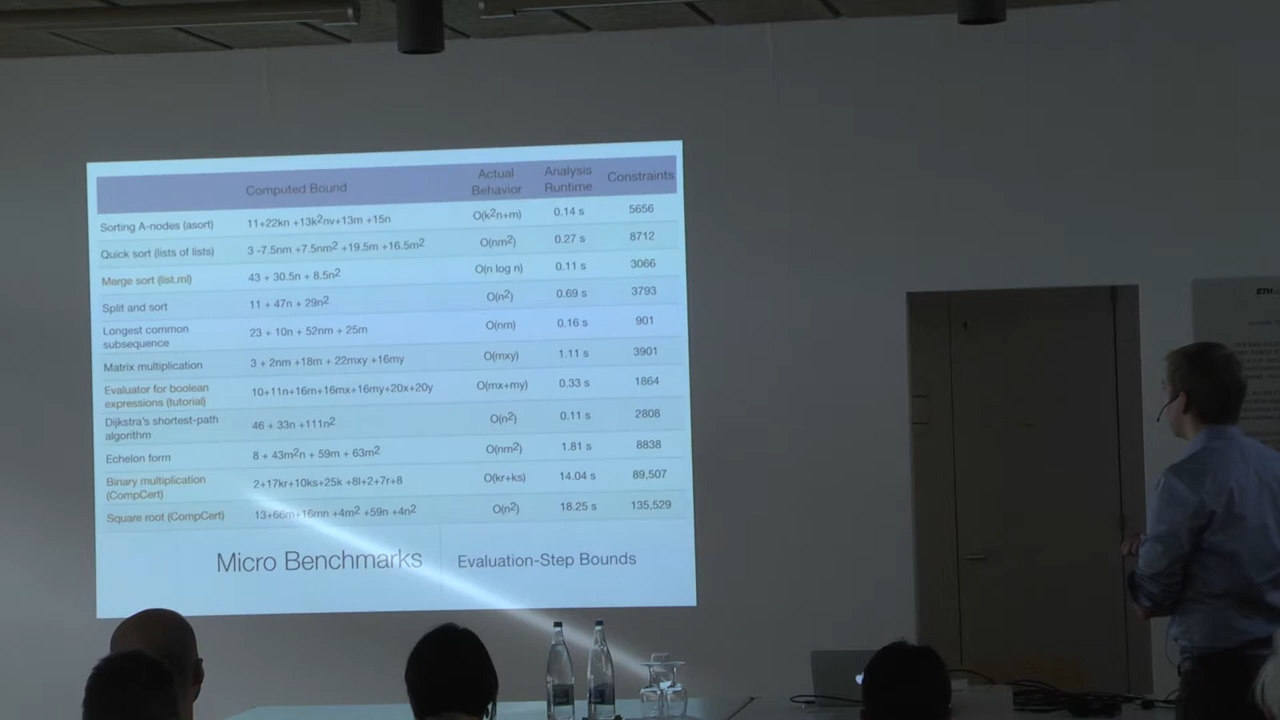 Computed Bound Actual Behavior Analysis Runtime Constraints
Sorting A-nodes (asort) 11+22kn +13k²nv+13m +15n O(k²n+m) 0.14 s 5656
Quick sort (lists of lists) 3 -7.5nm +7.5nm² +19.5m +16.5m² O(nm²) 0.27 s 8712
Merge sort (list.ml) 43 + 30.5n + 8.5n² O(n log n) 0.11 s 3066
Split and sort 11 + 47n + 29n² O(n²) 0.69 s 3793
Longest common subsequence 23 + 10n + 52nm + 25m O(nm) 0.16 s 901
Matrix multiplication 3 + 2nm +18m + 22mxy +16my O(mxy) 1.11 s 3901
Evaluator for boolean expressions (tutorial) 10+11n+16m+16mx+16my+20x+20y O(mx+my) 0.33 s 1864
Dijkstra's shortest-path algorithm 46 + 33n +111n² O(n²) 0.11 s 2808
Echelon form 8 + 43m²n + 59m + 63m² O(nm²) 1.81 s 8838
Binary multiplication (CompCert) 2+17kr+10ks+25k +8l+2+7r+8 O(kr+ks) 14.04 s 89,507
Square root (CompCert) 13+66m+16mn +4m² +59n +4n² O(n²) 18.25 s 135,529
Micro Benchmarks Evaluation-Step Bounds